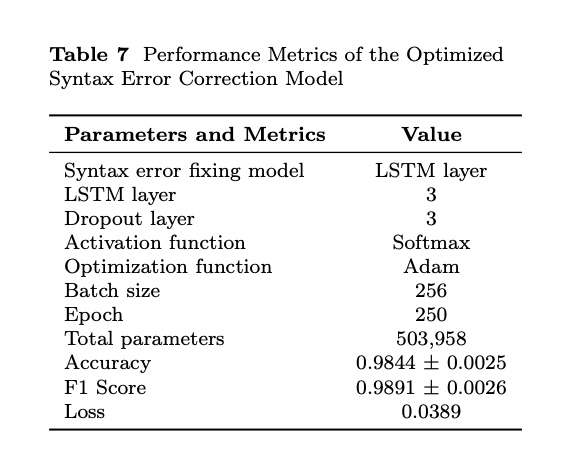 Table 7 Performance Metrics of the Optimized
Syntax Error Correction Model
Parameters and Metrics Value
Syntax error fixing model LSTM layer
LSTM layer 3
Dropout layer 3
Activation function Softmax
Optimization function Adam
Batch size 256
Epoch 250
Total parameters 503,958
Accuracy 0.9844 ± 0.0025
F1 Score 0.9891 ± 0.0026
Loss 0.0389